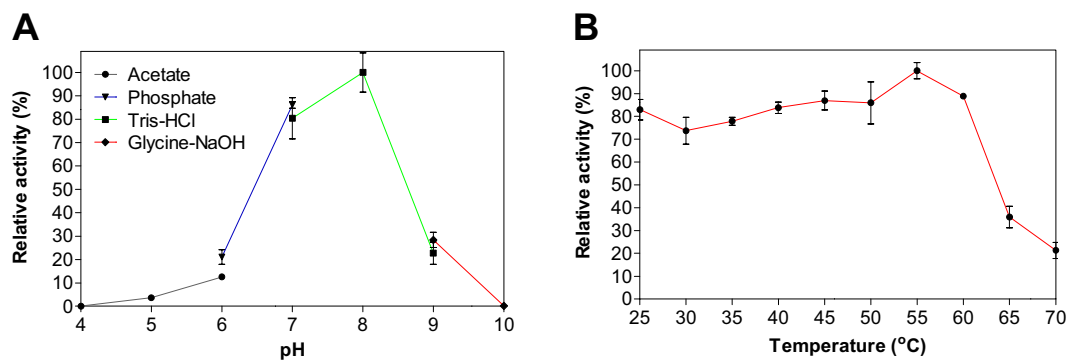 A
Relative activity (%)
100
90
80
70
60
50
40
30
20
10
0
Acetate
Phosphate
Tris-HCl
Glycine-NaOH
4 5 6 7 8 9 10
pH
B
Relative activity (%)
100
90
80
70
60
50
40
30
20
10
0
25 30 35 40 45 50 55 60 65 70
Temperature (°C)